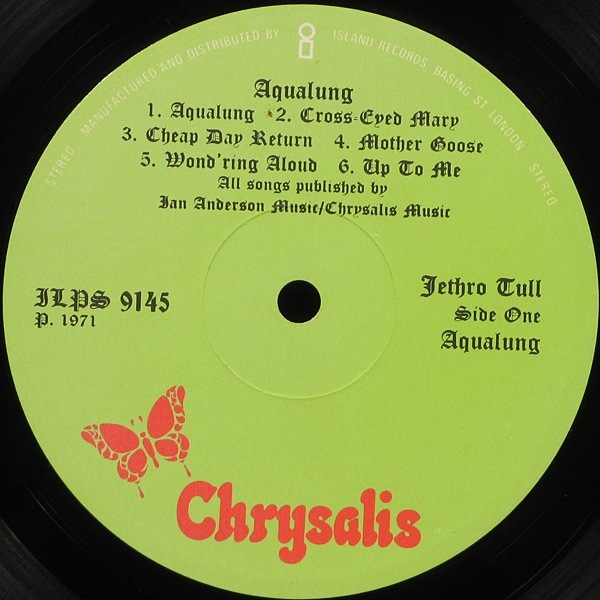 STEREO MANUFACTURED AND DISTRIBUTED BY ISLAND RECORDS, BASING ST. LONDON STEREO
Aqualung
1. Aqualung 2. Cross-Eyed Mary
3. Cheap Day Return 4. Mother Goose
5. Wond'ring Aloud 6. Up To Me
All songs published by
Ian Anderson Music/Chrysalis Music
ILPS 9145
P. 1971
Jethro Tull
Side One
Aqualung
Chrysalis